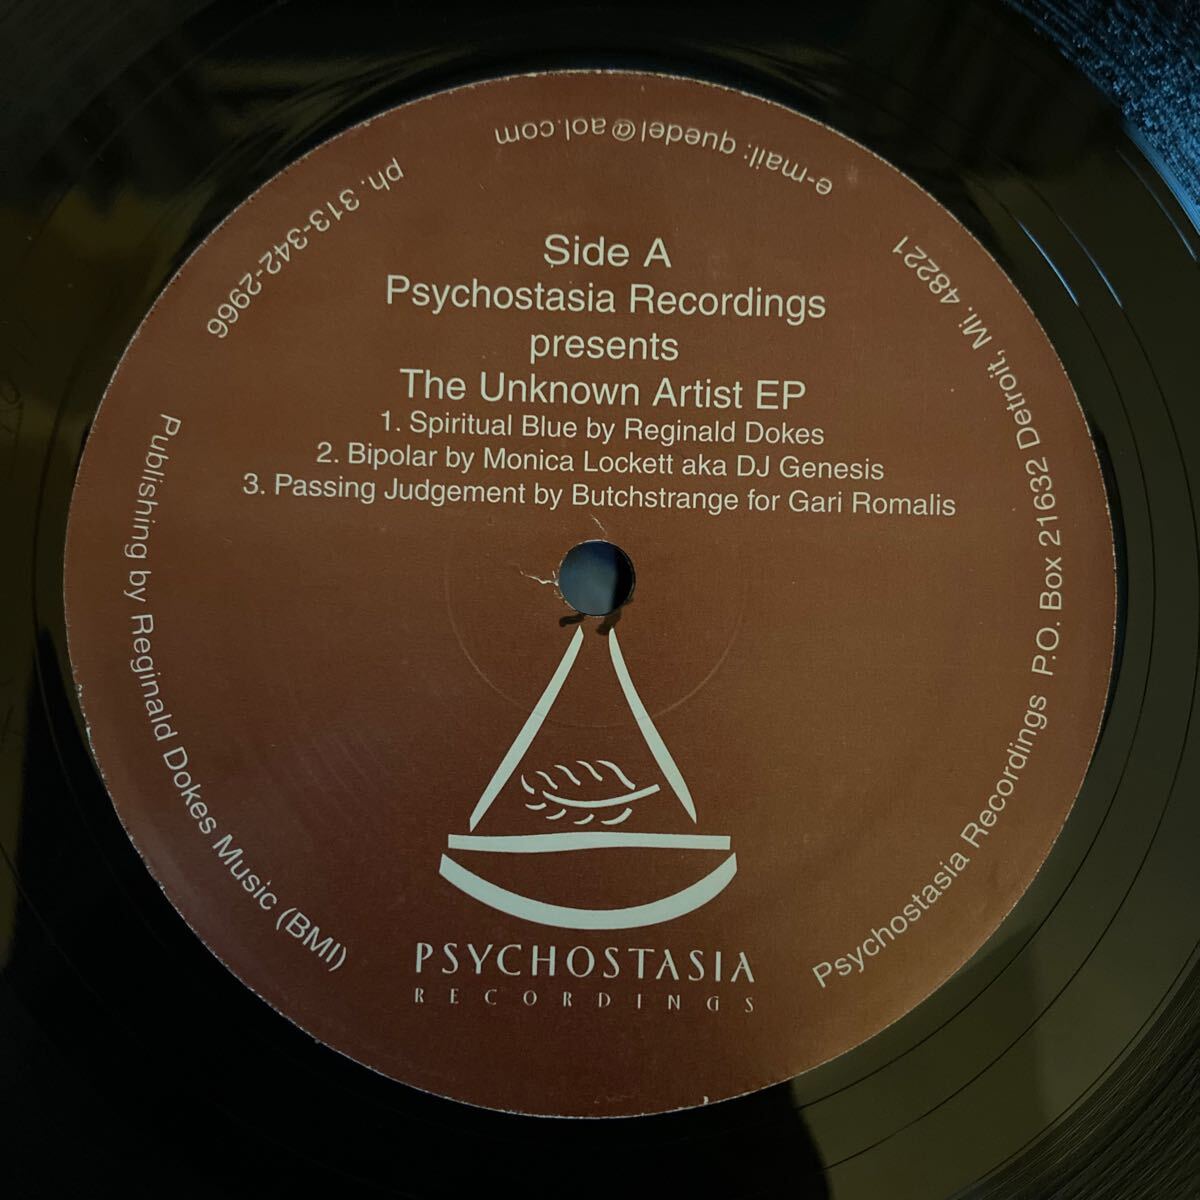 Side A
Psychostasia Recordings
presents
The Unknown Artist EP
1. Spiritual Blue by Reginald Dokes
2. Bipolar by Monica Lockett aka DJ Genesis
3. Passing Judgement by Butchstrange for Gari Romalis
PSYCHOSTASIA
RECORDINGS
Publishing by Reginald Dokes Music (BMI)
Psychostasia Recordings P.O. Box 21632 Detroit, Mi. 48221
e-mail: quedel@aol.com
ph. 313-342-2966